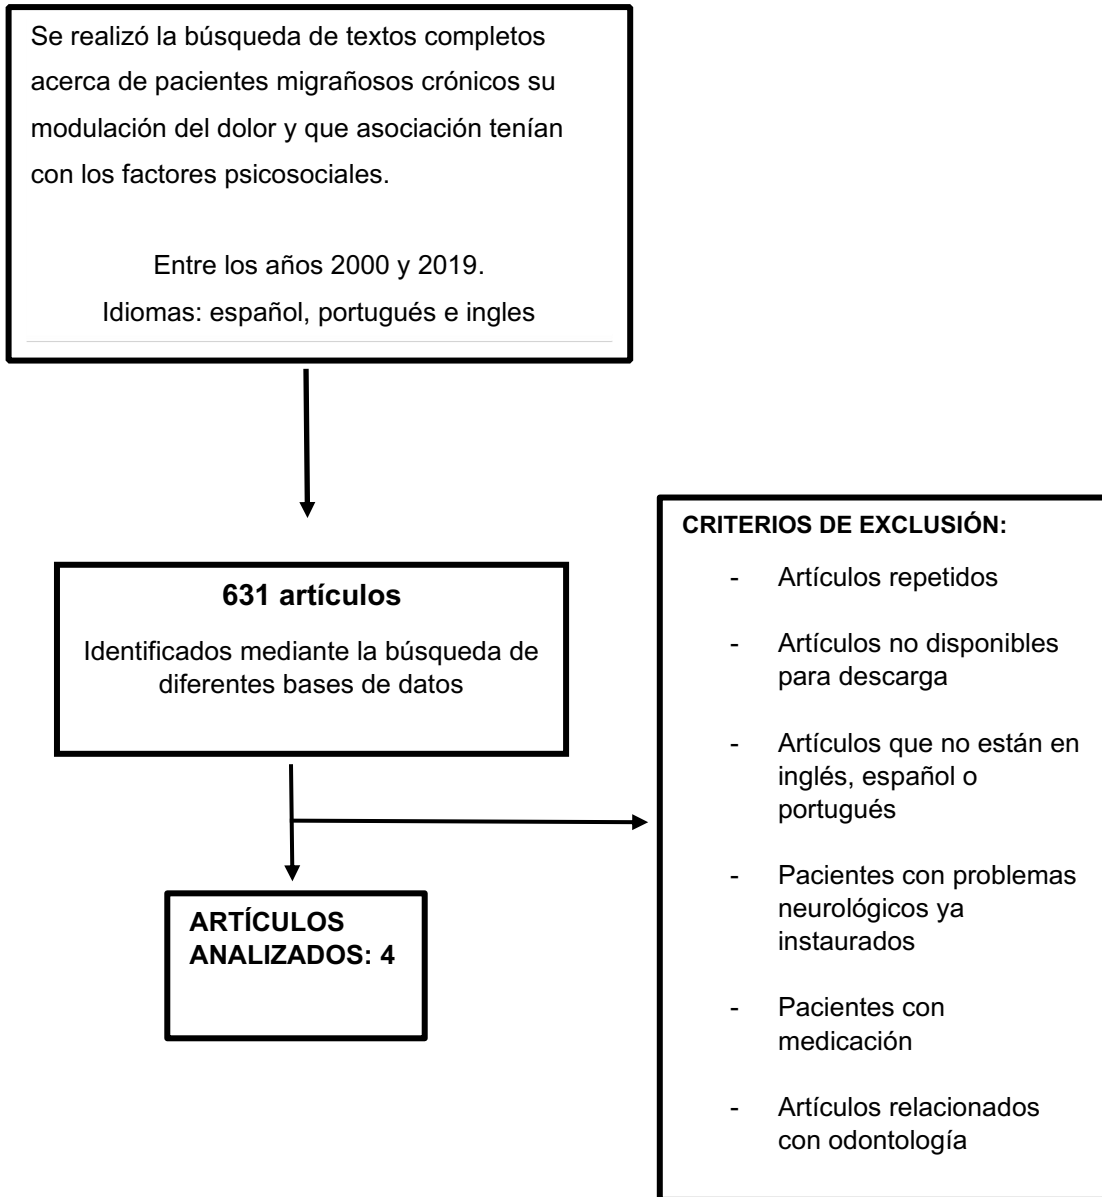 Se realizó la búsqueda de textos completos
acerca de pacientes migrañosos crónicos su
modulación del dolor y que asociación tenían
con los factores psicosociales.
Entre los años 2000 y 2019.
Idiomas: español, portugués e ingles
631 artículos
Identificados mediante la búsqueda de
diferentes bases de datos
ARTÍCULOS
ANALIZADOS: 4
CRITERIOS DE EXCLUSIÓN:
- Artículos repetidos
- Artículos no disponibles
para descarga
- Artículos que no están en
inglés, español o
portugués
- Pacientes con problemas
neurológicos ya
instaurados
- Pacientes con
medicación
- Artículos relacionados
con odontología